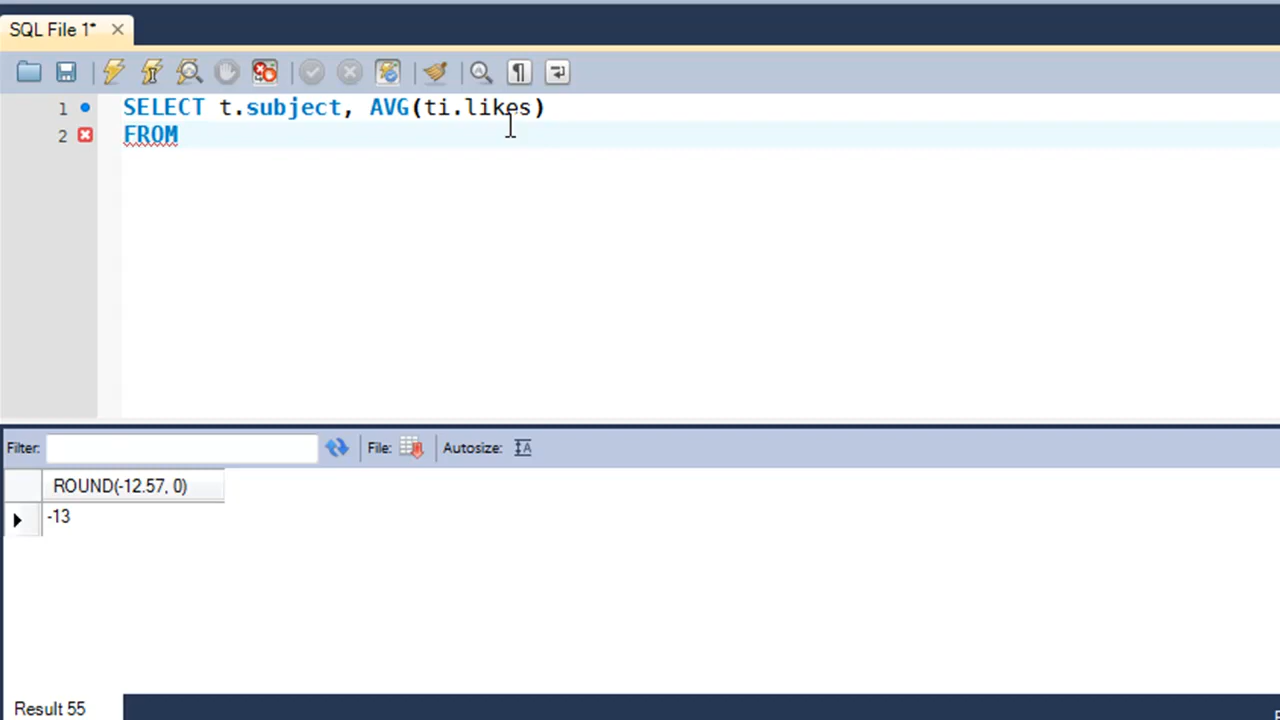 SQL File 1*
1 SELECT t.subject, AVG(ti.likes)
2 FROM
Filter: File: Autosize:
ROUND(-12.57, 0)
-13
Result 55